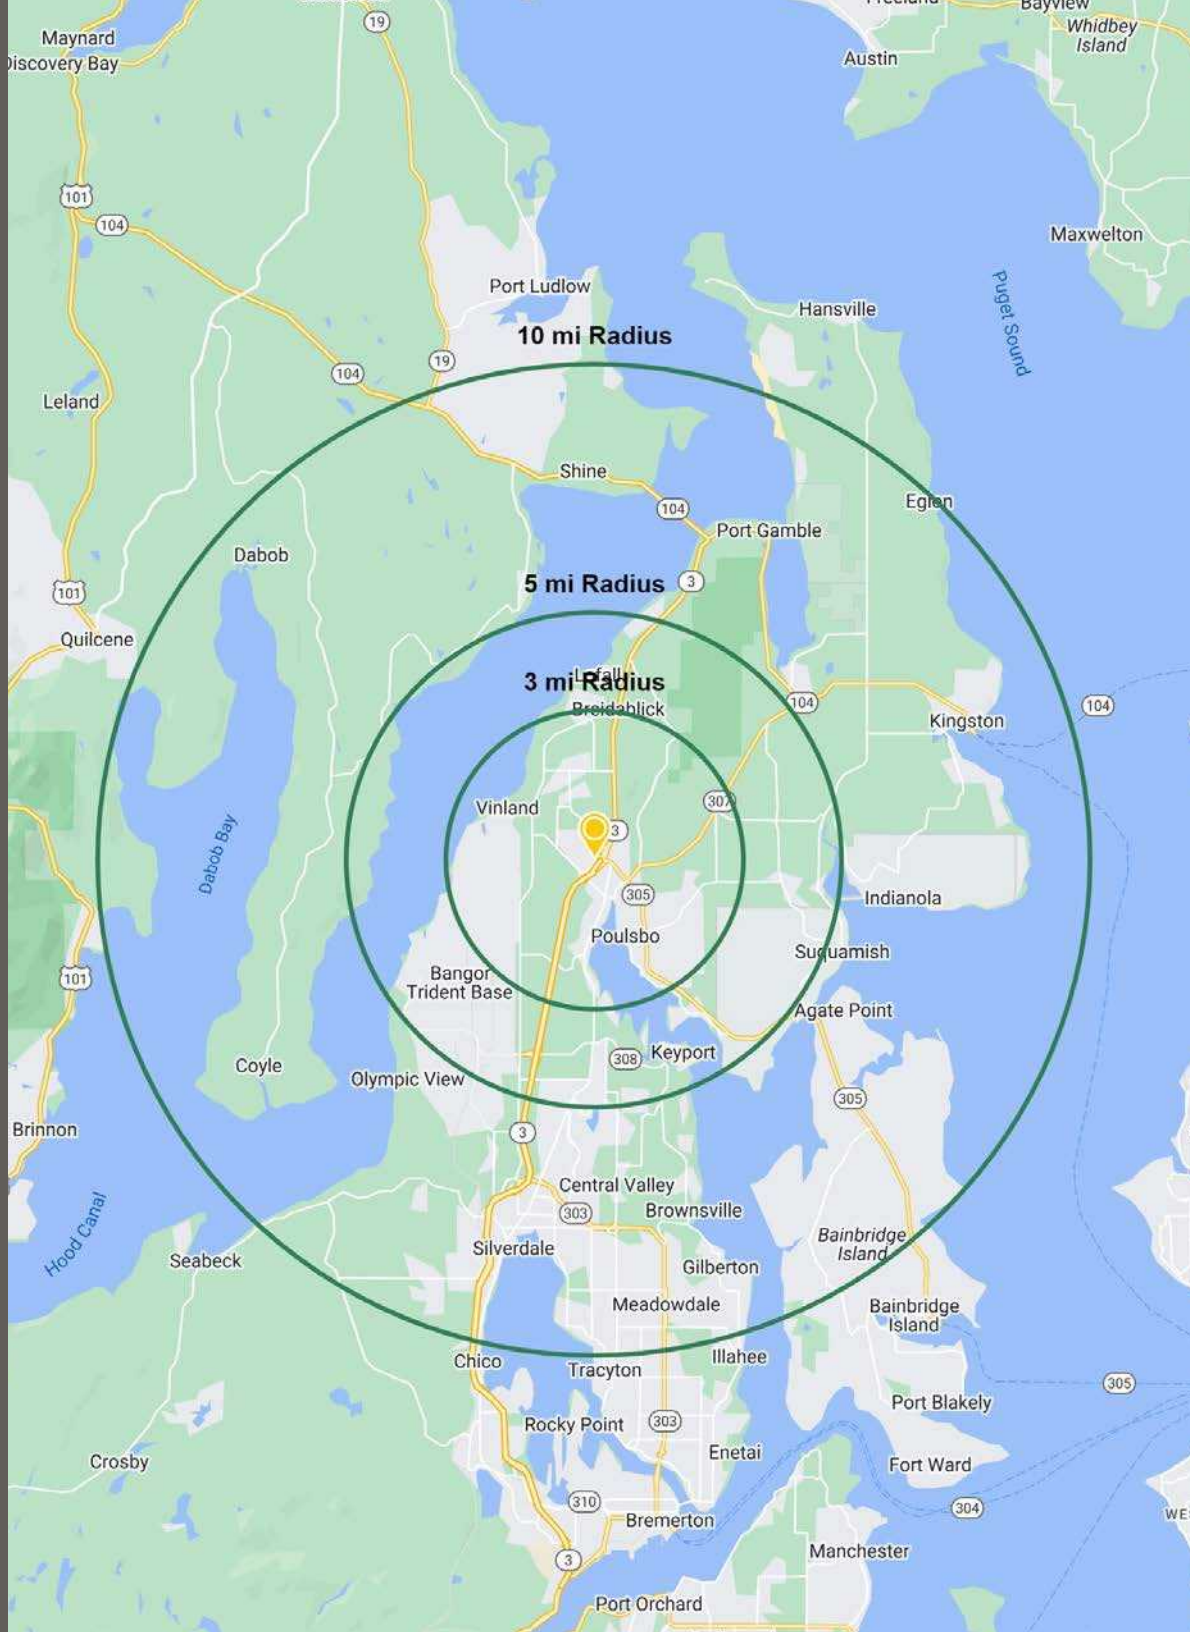 Freeland
Bayview
19
Whidbey
Island
Maynard
Discovery Bay
Austin
101
104
Maxwelton
Puget Sound
Port Ludlow
Hansville
10 mi Radius
19
104
Leland
Shine
Eglon
104
Port Gamble
Dabob
5 mi Radius
3
101
Quilcene
Lofall
3 mi Radius
Breidablick
104
104
Kingston
307
Vinland
3
Dabob Bay
305
Indianola
Poulsbo
Suquamish
Bangor
Trident Base
101
Agate Point
308
Keyport
Coyle
Olympic View
305
Brinnon
3
Central Valley
303
Brownsville
Hood Canal
Bainbridge
Island
Silverdale
Seabeck
Gilberton
Meadowdale
Bainbridge
Island
Chico
Tracyton
Illahee
305
Port Blakely
Rocky Point
303
Enetai
Crosby
Fort Ward
310
304
Bremerton
WE
Manchester
3
Port Orchard